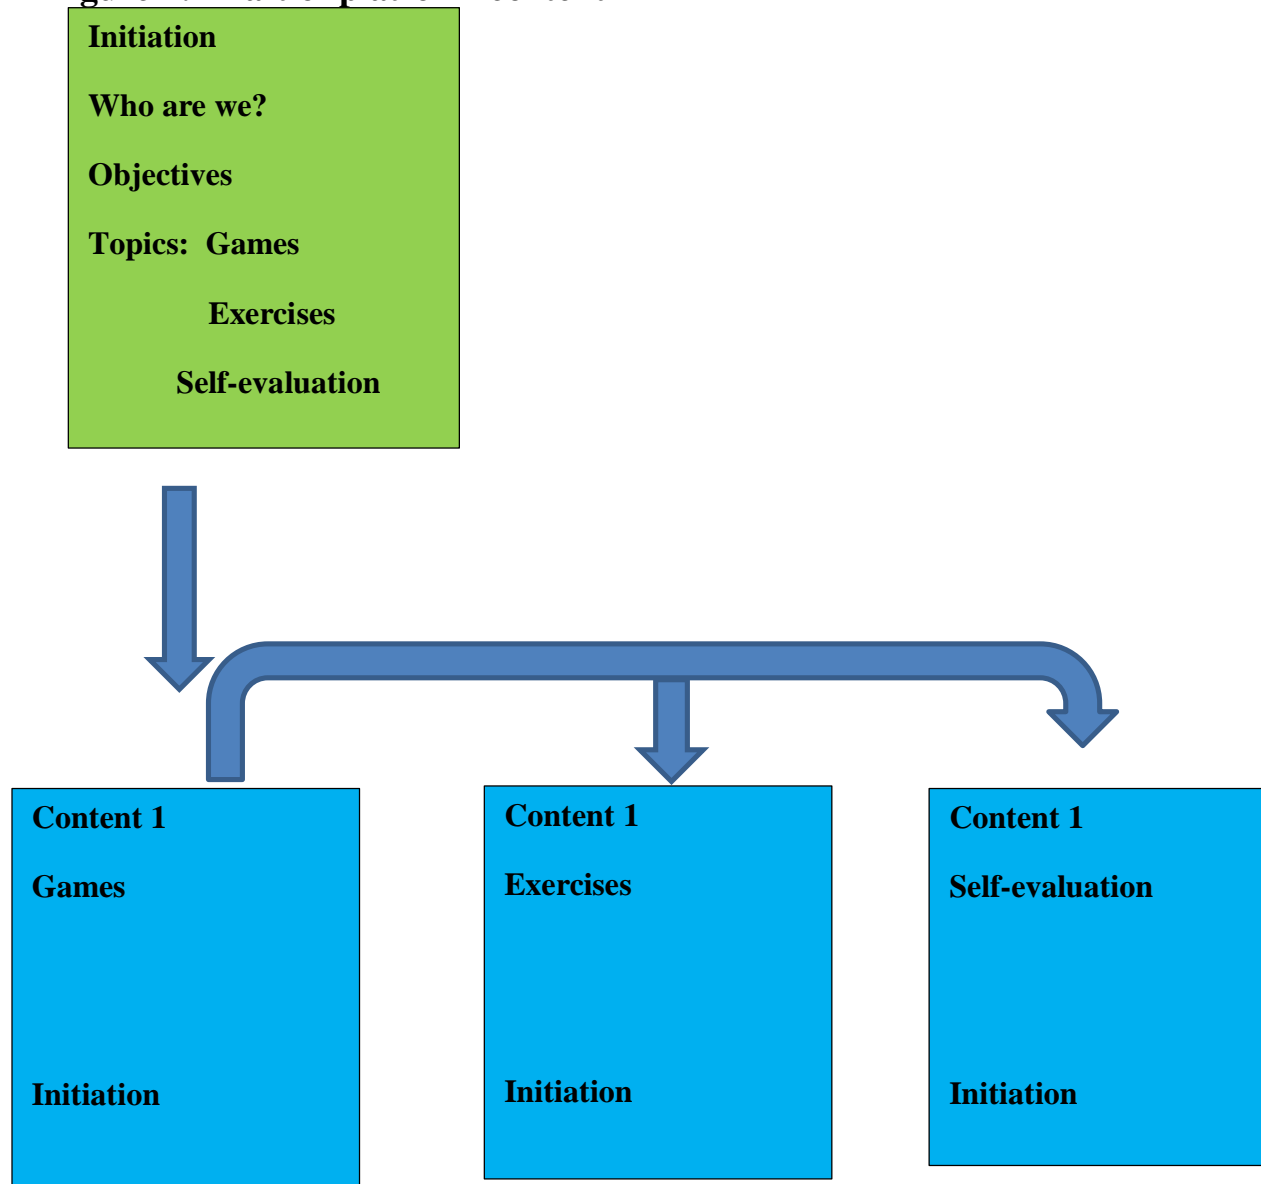 Initiation
Who are we?
Objectives
Topics: Games
Exercises
Self-evaluation
Content 1
Games
Initiation
Content 1
Exercises
Initiation
Content 1
Self-evaluation
Initiation